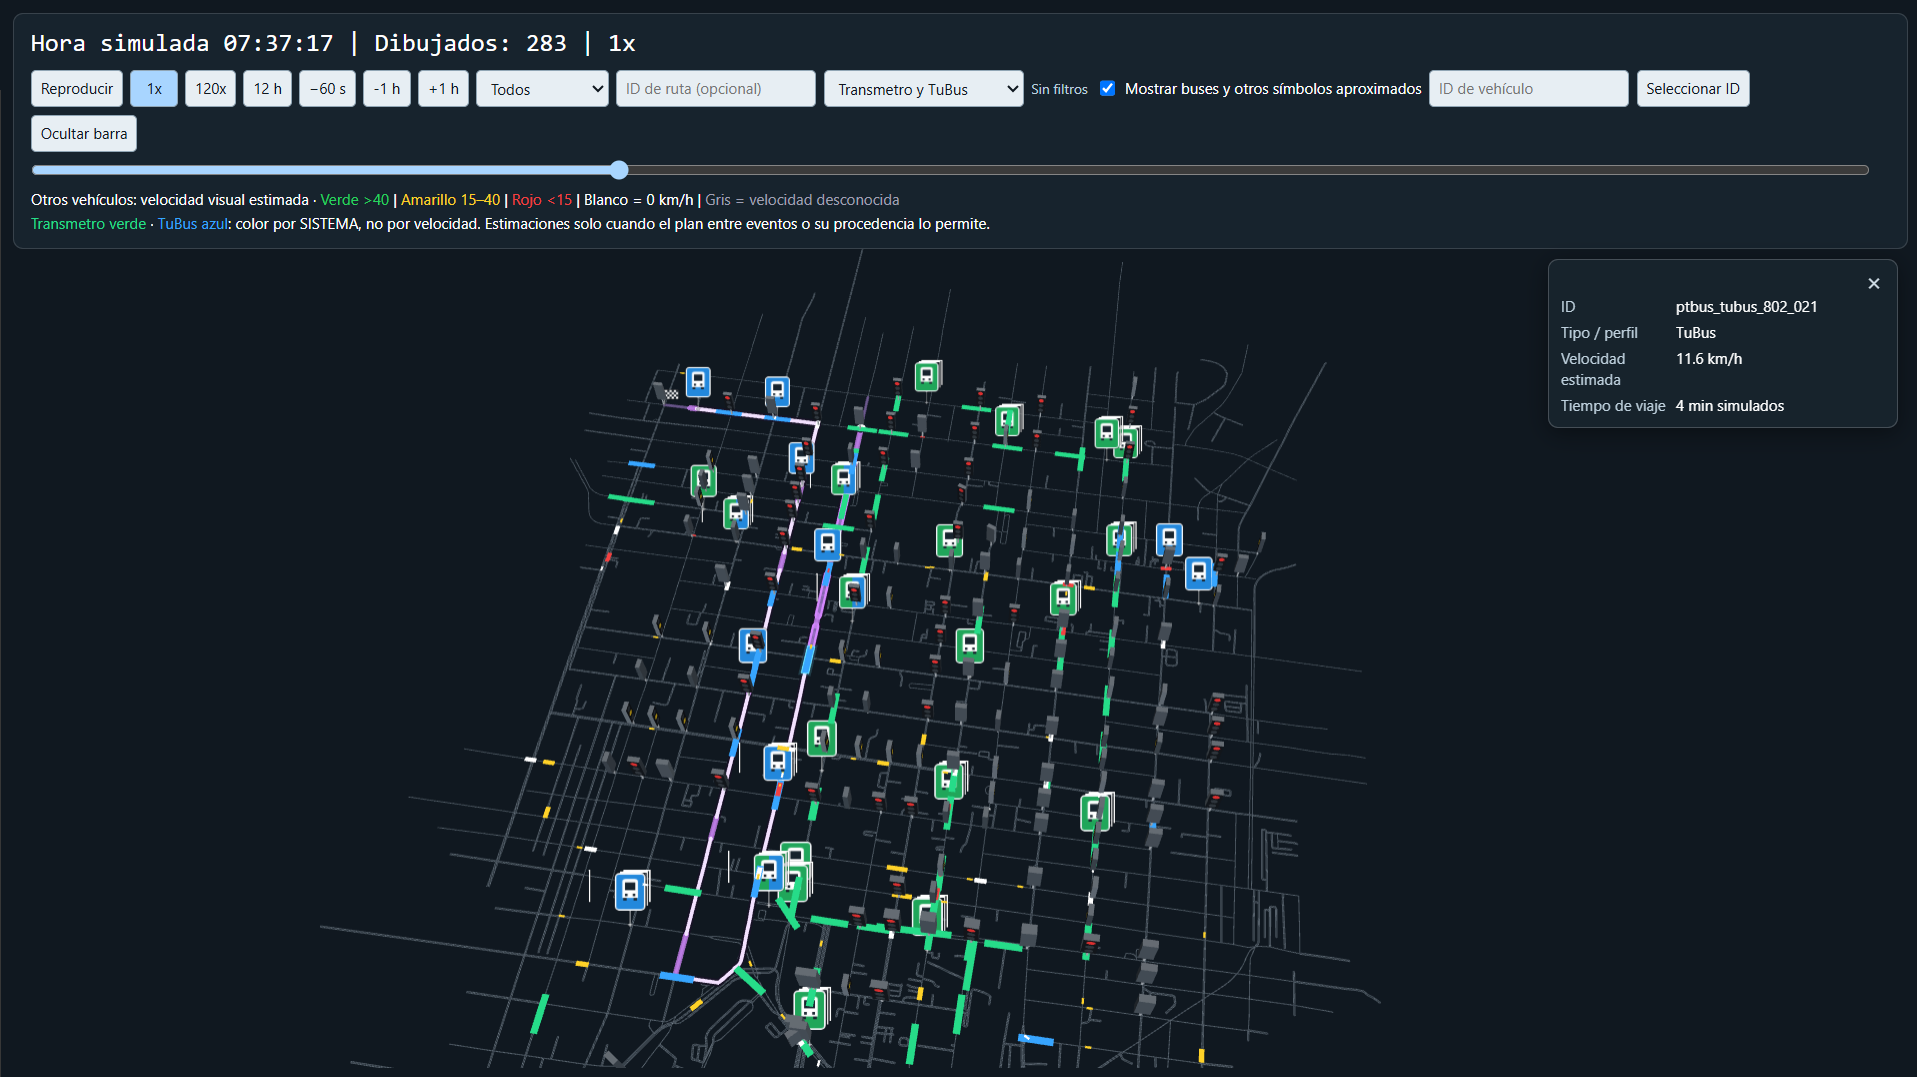 Hora simulada 07:37:17 | Dibujados: 283 | 1x
Reproducir 1x 120x 12 h −60 s -1 h +1 h Todos ID de ruta (opcional) Transmetro y TuBus Sin filtros Mostrar buses y otros símbolos aproximados ID de vehículo Seleccionar ID
Ocultar barra
Otros vehículos: velocidad visual estimada · Verde >40 | Amarillo 15–40 | Rojo <15 | Blanco = 0 km/h | Gris = velocidad desconocida
Transmetro verde · TuBus azul: color por SISTEMA, no por velocidad. Estimaciones solo cuando el plan entre eventos o su procedencia lo permite.
ID ptbus_tubus_802_021
Tipo / perfil TuBus
Velocidad estimada 11.6 km/h
Tiempo de viaje 4 min simulados